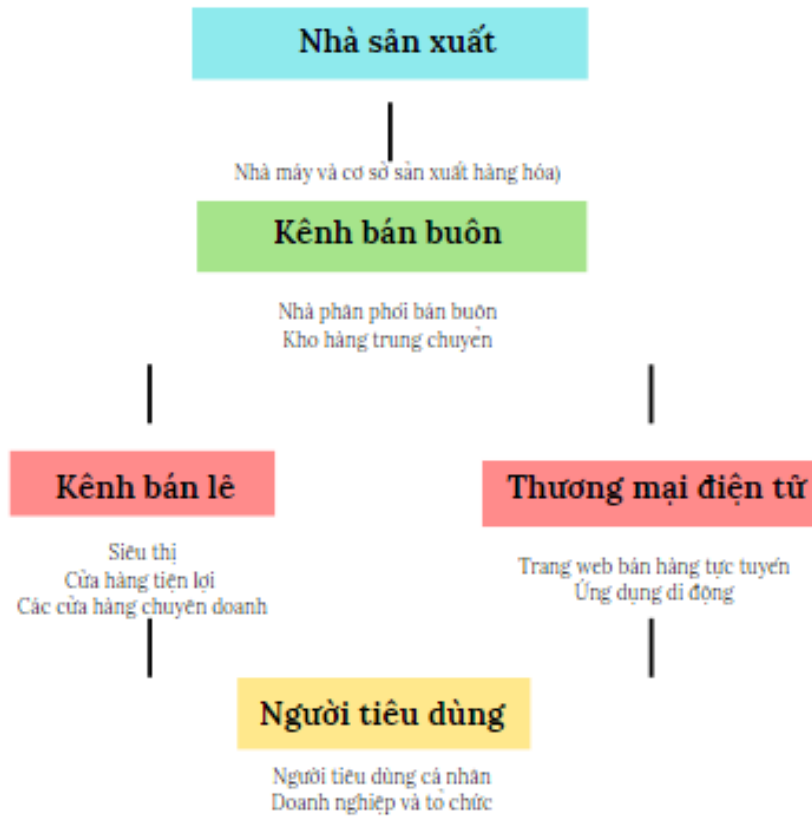 Nhà sản xuất
Nhà máy và cơ sở sản xuất hàng hóa)
Kênh bán buôn
Nhà phân phối bán buôn
Kho hàng trung chuyển
Kênh bán lẻ
Siêu thị
Cửa hàng tiện lợi
Các cửa hàng chuyên doanh
Thương mại điện tử
Trang web bán hàng tực tuyến
Ứng dụng di động
Người tiêu dùng
Người tiêu dùng cá nhân
Doanh nghiệp và tổ chức